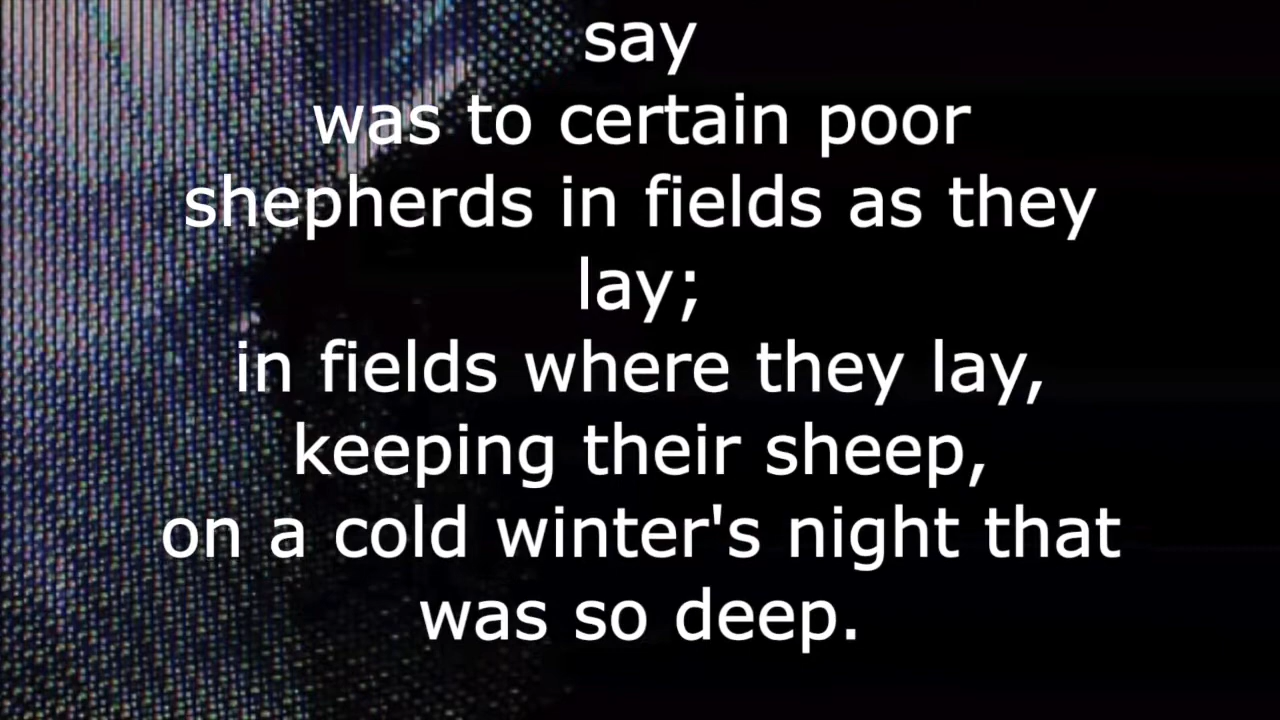 say
was to certain poor
shepherds in fields as they
lay;
in fields where they lay,
keeping their sheep,
on a cold winter's night that
was so deep.